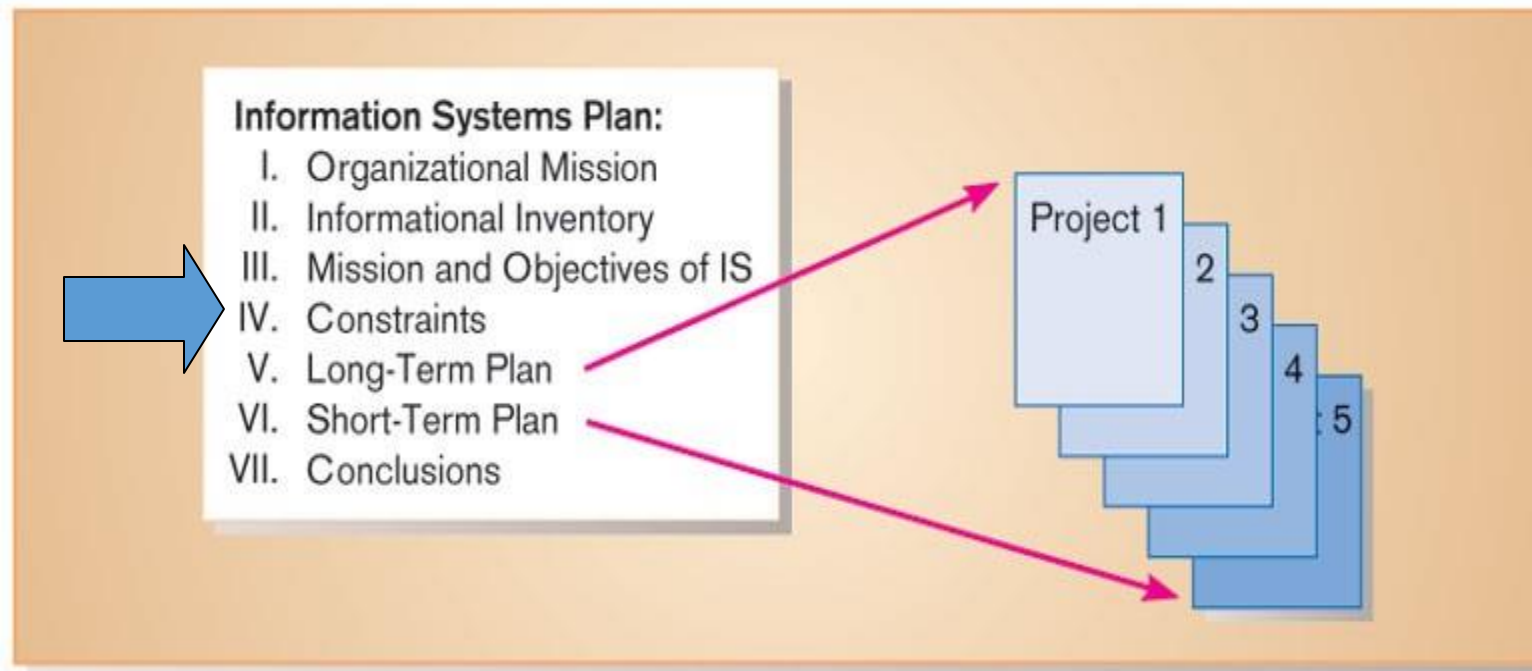 Information Systems Plan:
I. Organizational Mission
II. Informational Inventory
III. Mission and Objectives of IS
IV. Constraints
V. Long-Term Plan
VI. Short-Term Plan
VII. Conclusions
Project 1
2
3
4
5